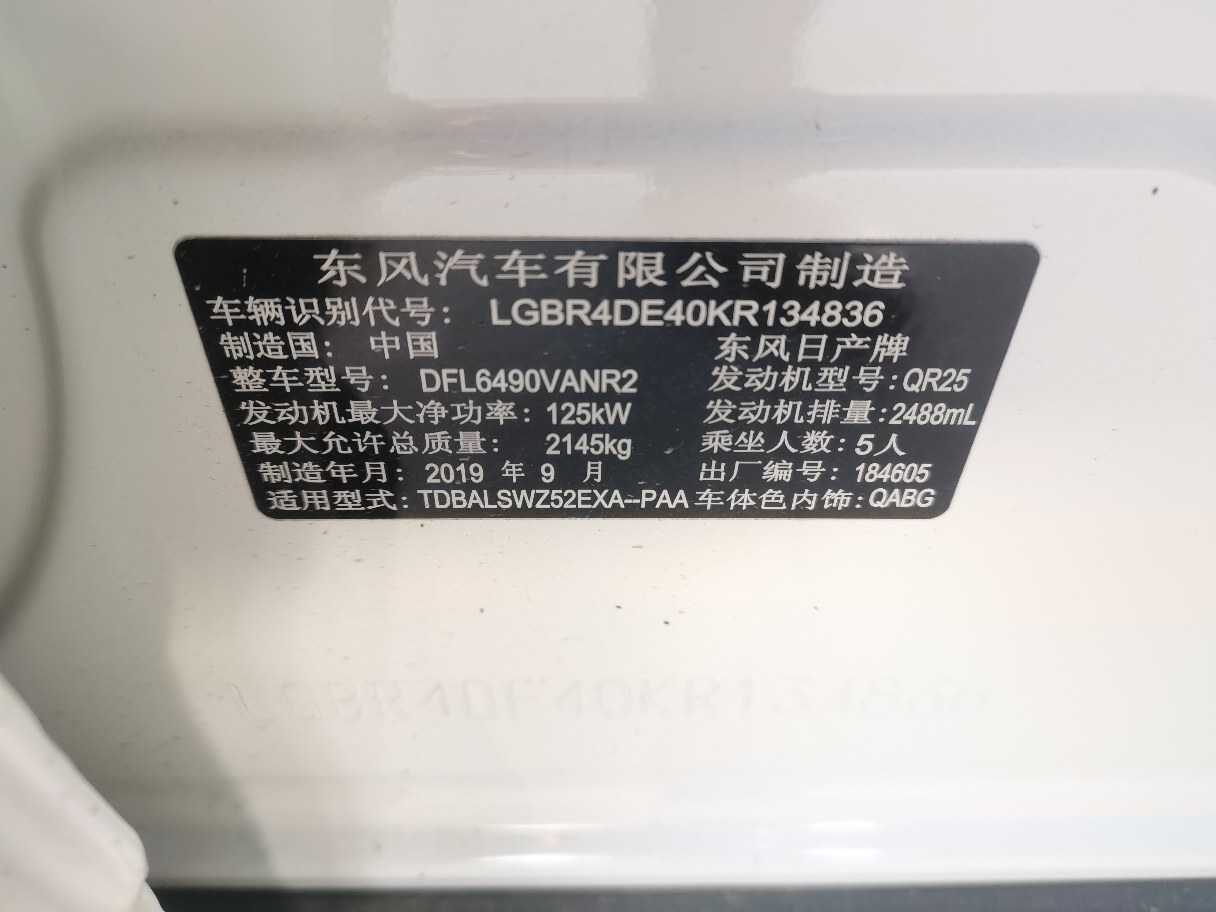 东风汽车有限公司制造
车辆识别代号: LGBR4DE40KR134836
制造国: 中国 东风日产牌
整车型号: DFL6490VANR2 发动机型号:QR25
发动机最大净功率: 125kW 发动机排量:2488mL
最大允许总质量: 2145kg 乘坐人数:5人
制造年月: 2019 年 9 月 出厂编号: 184605
适用型式:TDBALSWZ52EXA--PAA 车体色内饰:QABG
LGBR4DE40KR134836